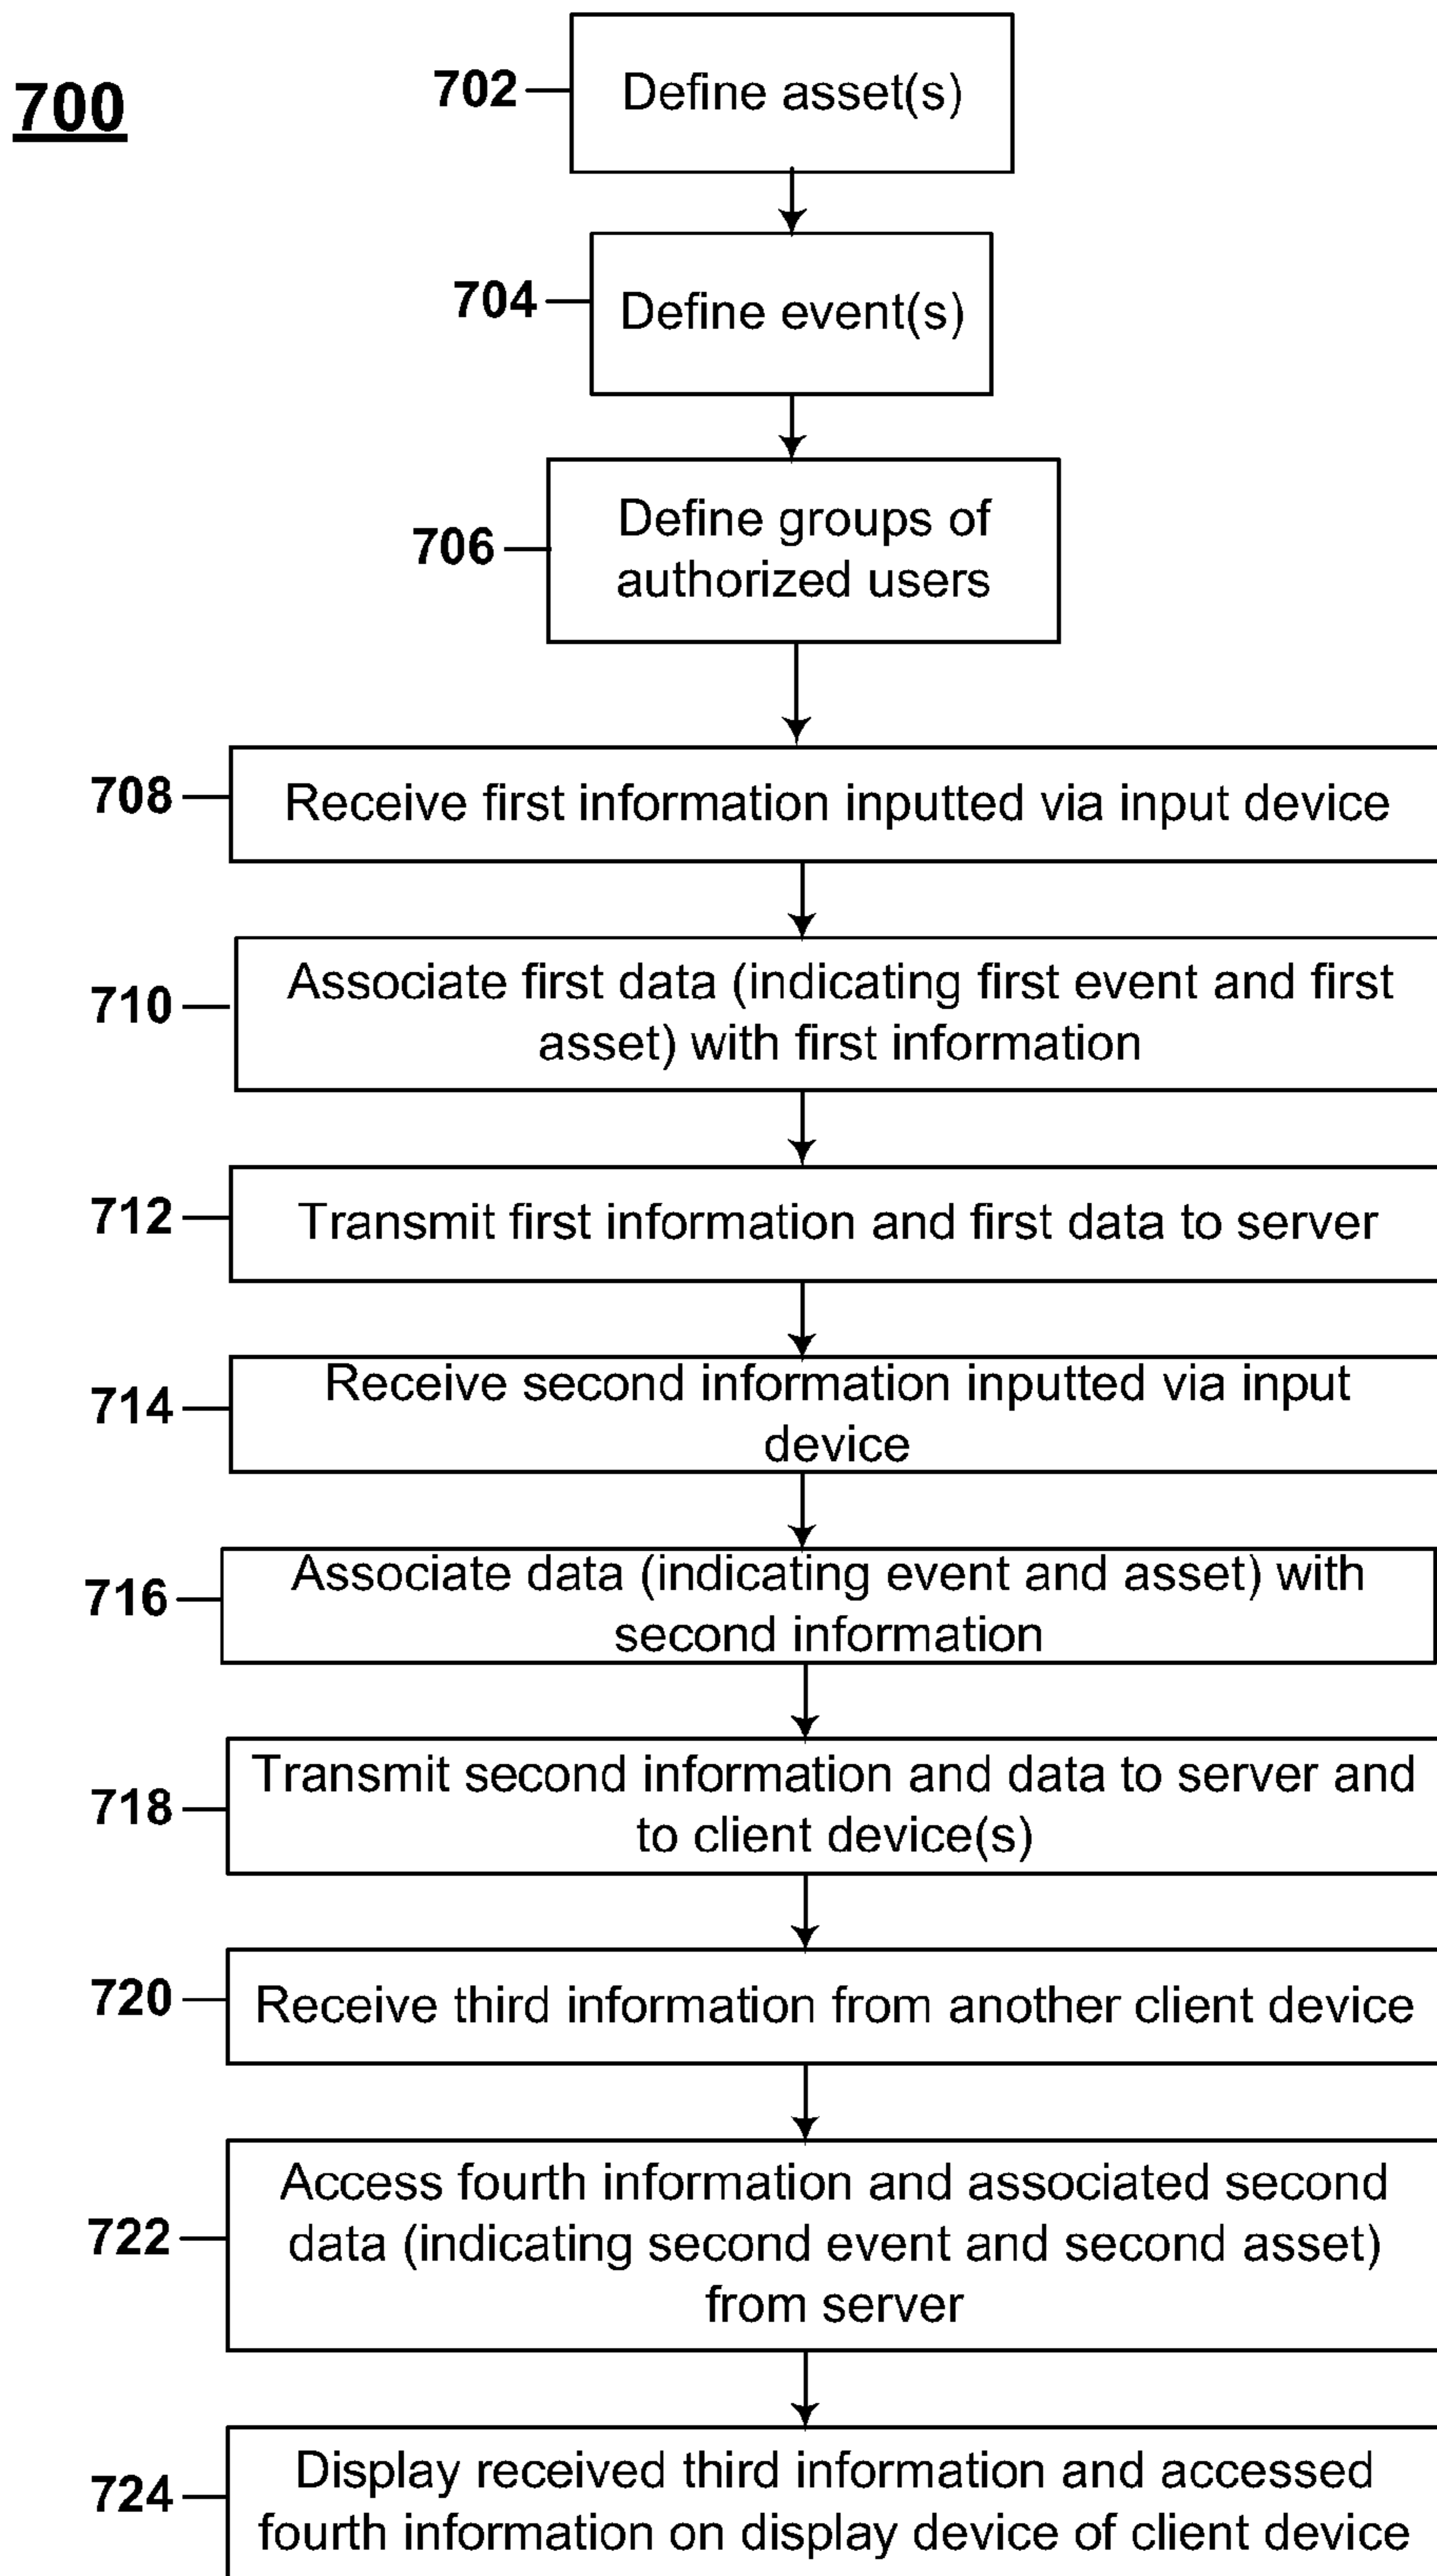 700
702
Define asset(s)
704
Define event(s)
706
Define groups of
authorized users
708
Receive first information inputted via input device
710
Associate first data (indicating first event and first
asset) with first information
712
Transmit first information and first data to server
714
Receive second information inputted via input
device
716
Associate data (indicating event and asset) with
second information
718
Transmit second information and data to server and
to client device(s)
720
Receive third information from another client device
722
Access fourth information and associated second
data (indicating second event and second asset)
from server
724
Display received third information and accessed
fourth information on display device of client device